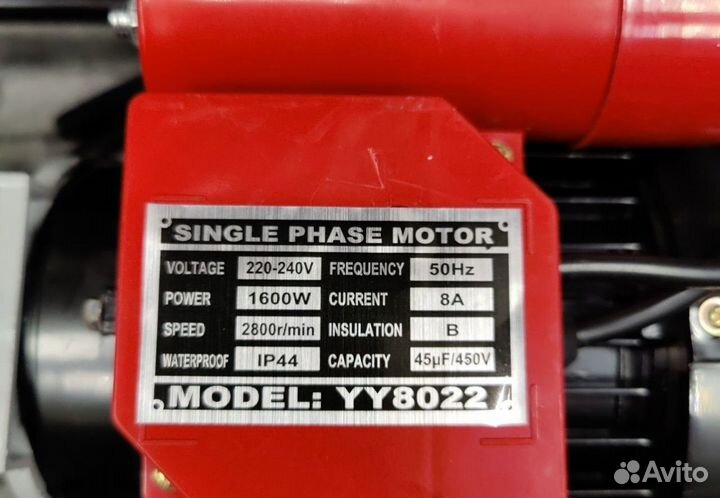 SINGLE PHASE MOTOR
VOLTAGE 220-240V FREQUENCY 50Hz
POWER 1600W CURRENT 8A
SPEED 2800r/min INSULATION B
WATERPROOF IP44 CAPACITY 45μF/450V
MODEL: YY8022
Avito